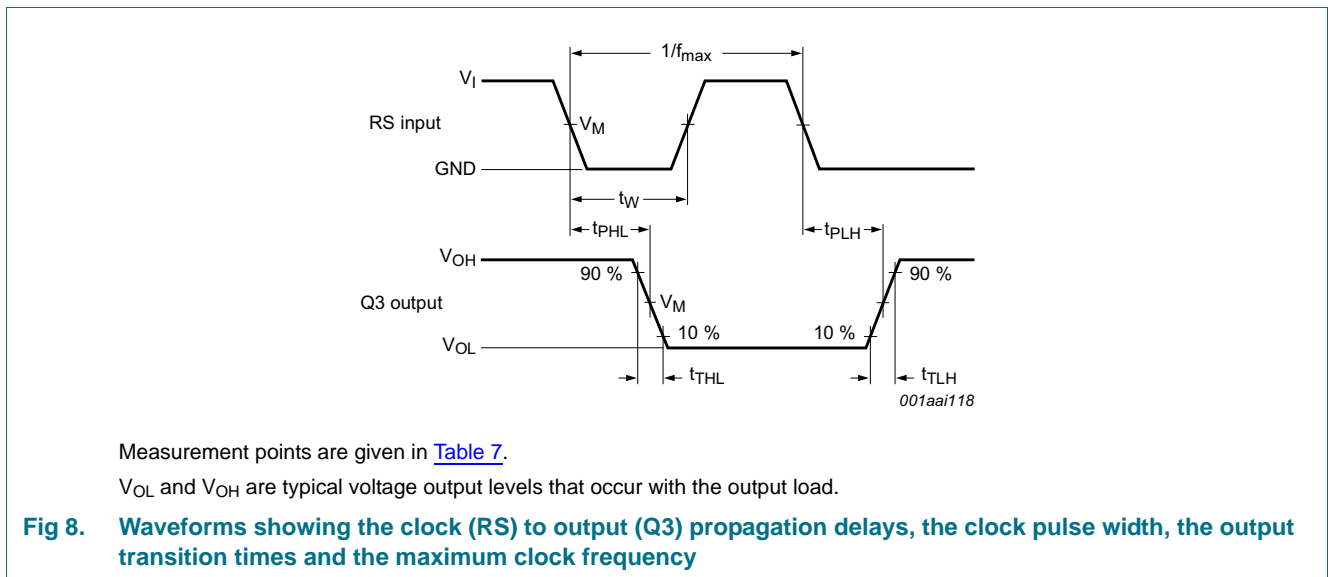 1/fmax
VI
RS input
VM
GND
tW
tPHL
tPLH
VOH
90 %
90 %
Q3 output
VM
10 %
10 %
VOL
tTHL
tTLH
001aai118
Measurement points are given in Table 7.
VOL and VOH are typical voltage output levels that occur with the output load.
Fig 8. Waveforms showing the clock (RS) to output (Q3) propagation delays, the clock pulse width, the output
transition times and the maximum clock frequency